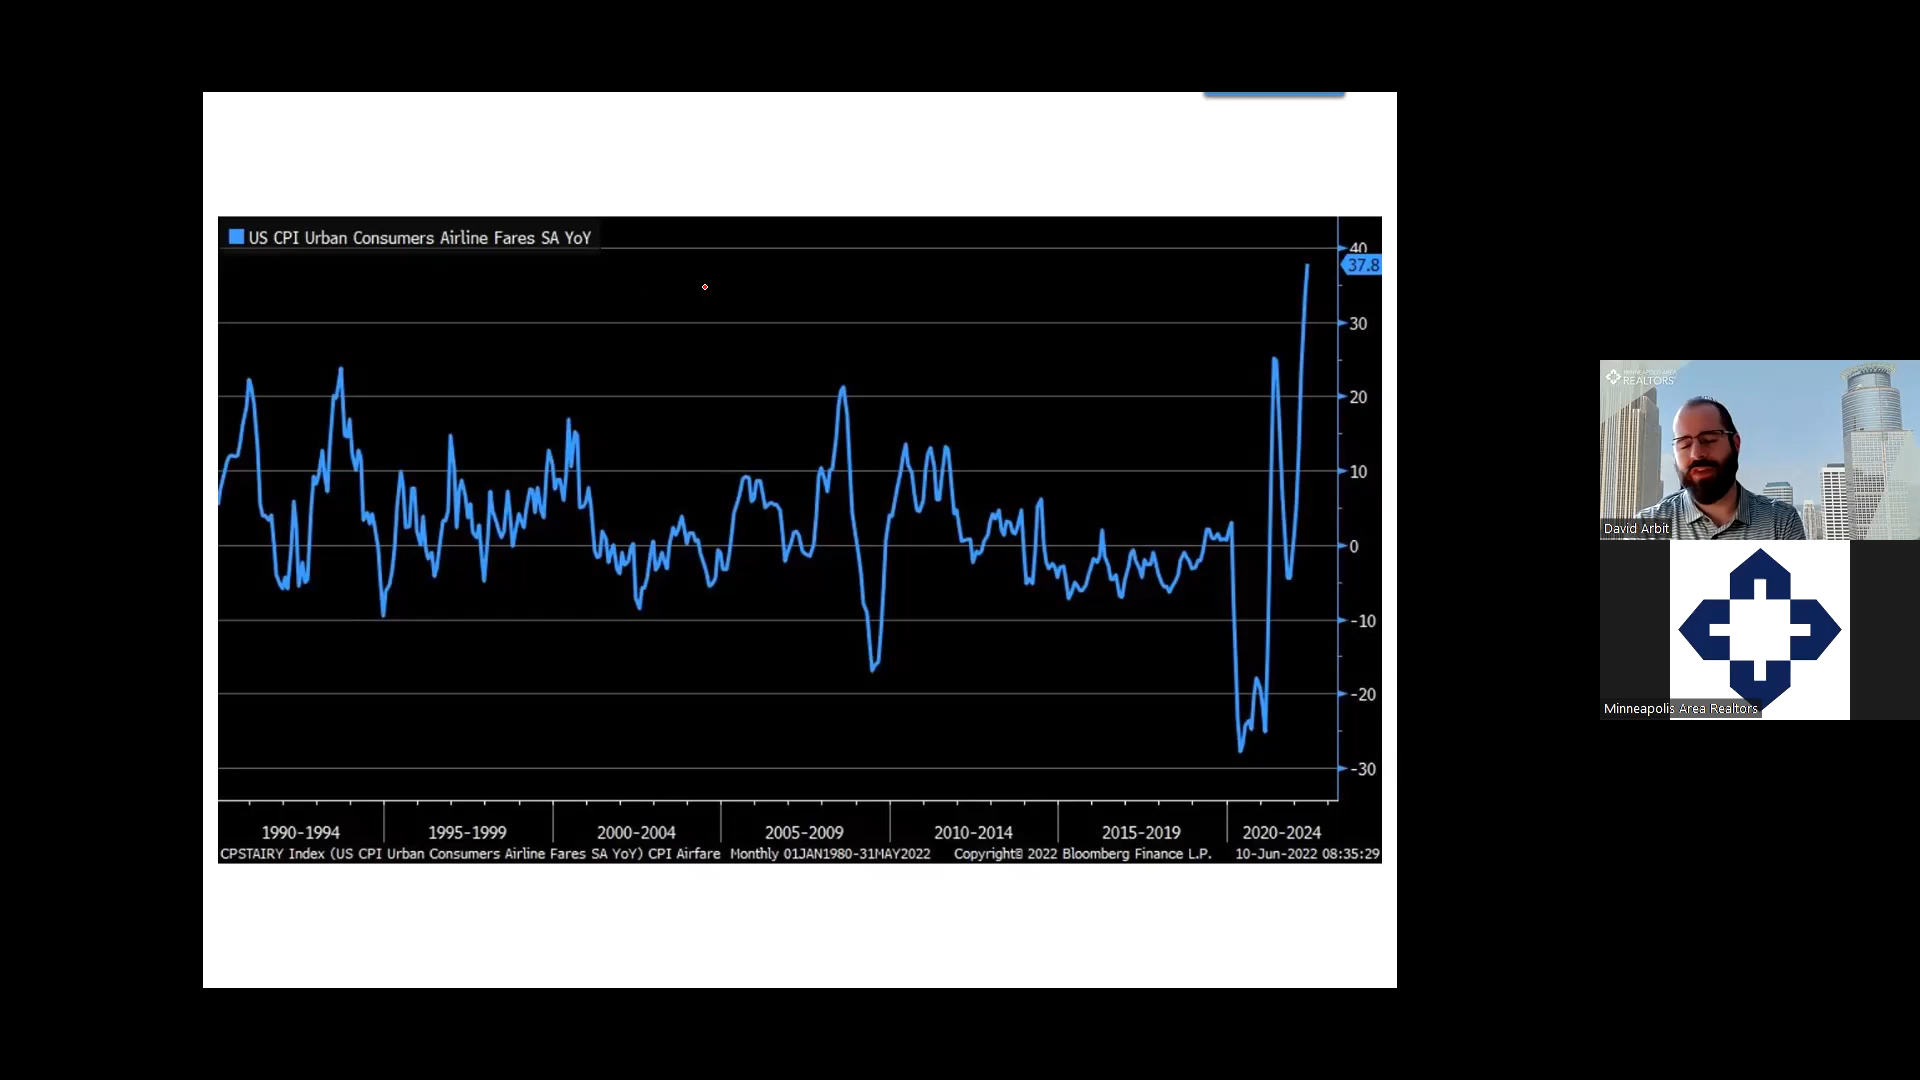 US CPI Urban Consumers Airline Fares SA YoY
40
37.8
30
20
10
0
-10
-20
-30
1990-1994 1995-1999 2000-2004 2005-2009 2010-2014 2015-2019 2020-2024
CPSTAIRY Index (US CPI Urban Consumers Airline Fares SA YoY) CPI Airfare Monthly 01JAN1980-31MAY2022 Copyright© 2022 Bloomberg Finance L.P. 10-Jun-2022 08:35:29
MINNEAPOLIS AREA
REALTORS®
David Arbit
Minneapolis Area Realtors